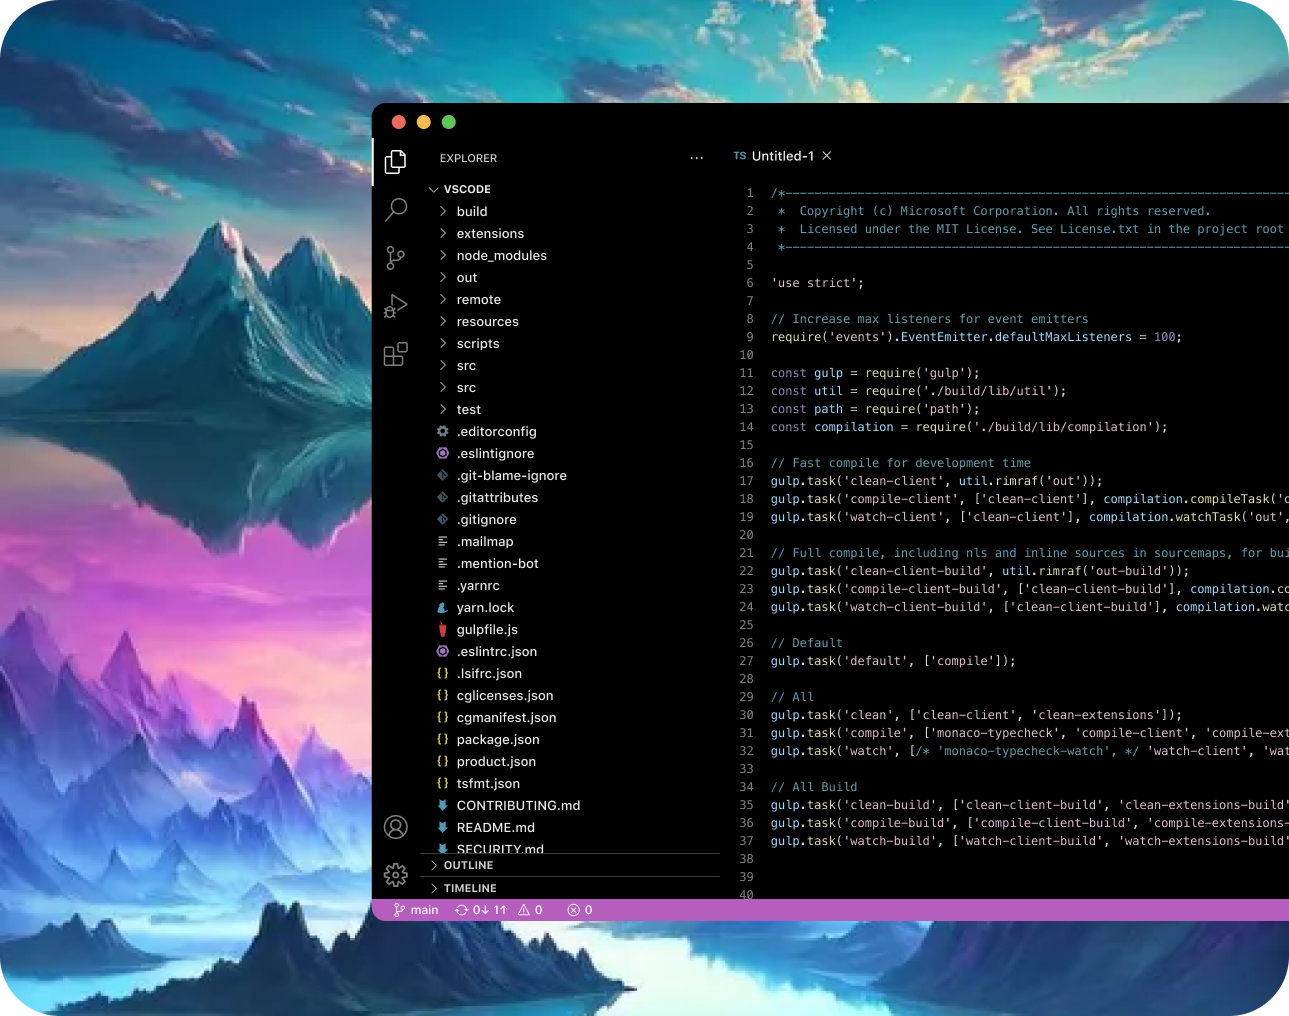 EXPLORER ...
VSCODE
build
extensions
node_modules
out
remote
resources
scripts
src
src
test
.editorconfig
.eslintignore
.git-blame-ignore
.gitattributes
.gitignore
.mailmap
.mention-bot
.yarnrc
yarn.lock
gulpfile.js
.eslintrc.json
.lsifrc.json
cglicenses.json
cgmanifest.json
package.json
product.json
tsfmt.json
CONTRIBUTING.md
README.md
SECURITY.md
OUTLINE
TIMELINE
TS Untitled-1
1 /*---------------------------------------------------------------------
2 * Copyright (c) Microsoft Corporation. All rights reserved.
3 * Licensed under the MIT License. See License.txt in the project root
4 *---------------------------------------------------------------------
5
6 'use strict';
7
8 // Increase max listeners for event emitters
9 require('events').EventEmitter.defaultMaxListeners = 100;
10
11 const gulp = require('gulp');
12 const util = require('./build/lib/util');
13 const path = require('path');
14 const compilation = require('./build/lib/compilation');
15
16 // Fast compile for development time
17 gulp.task('clean-client', util.rimraf('out'));
18 gulp.task('compile-client', ['clean-client'], compilation.compileTask('
19 gulp.task('watch-client', ['clean-client'], compilation.watchTask('out',
20
21 // Full compile, including nls and inline sources in sourcemaps, for bui
22 gulp.task('clean-client-build', util.rimraf('out-build'));
23 gulp.task('compile-client-build', ['clean-client-build'], compilation.co
24 gulp.task('watch-client-build', ['clean-client-build'], compilation.watc
25
26 // Default
27 gulp.task('default', ['compile']);
28
29 // All
30 gulp.task('clean', ['clean-client', 'clean-extensions']);
31 gulp.task('compile', ['monaco-typecheck', 'compile-client', 'compile-ext
32 gulp.task('watch', [/* 'monaco-typecheck-watch', */ 'watch-client', 'wat
33
34 // All Build
35 gulp.task('clean-build', ['clean-client-build', 'clean-extensions-build'
36 gulp.task('compile-build', ['compile-client-build', 'compile-extensions-
37 gulp.task('watch-build', ['watch-client-build', 'watch-extensions-build'
38
39
40
main 0↓ 1↑ 0 0